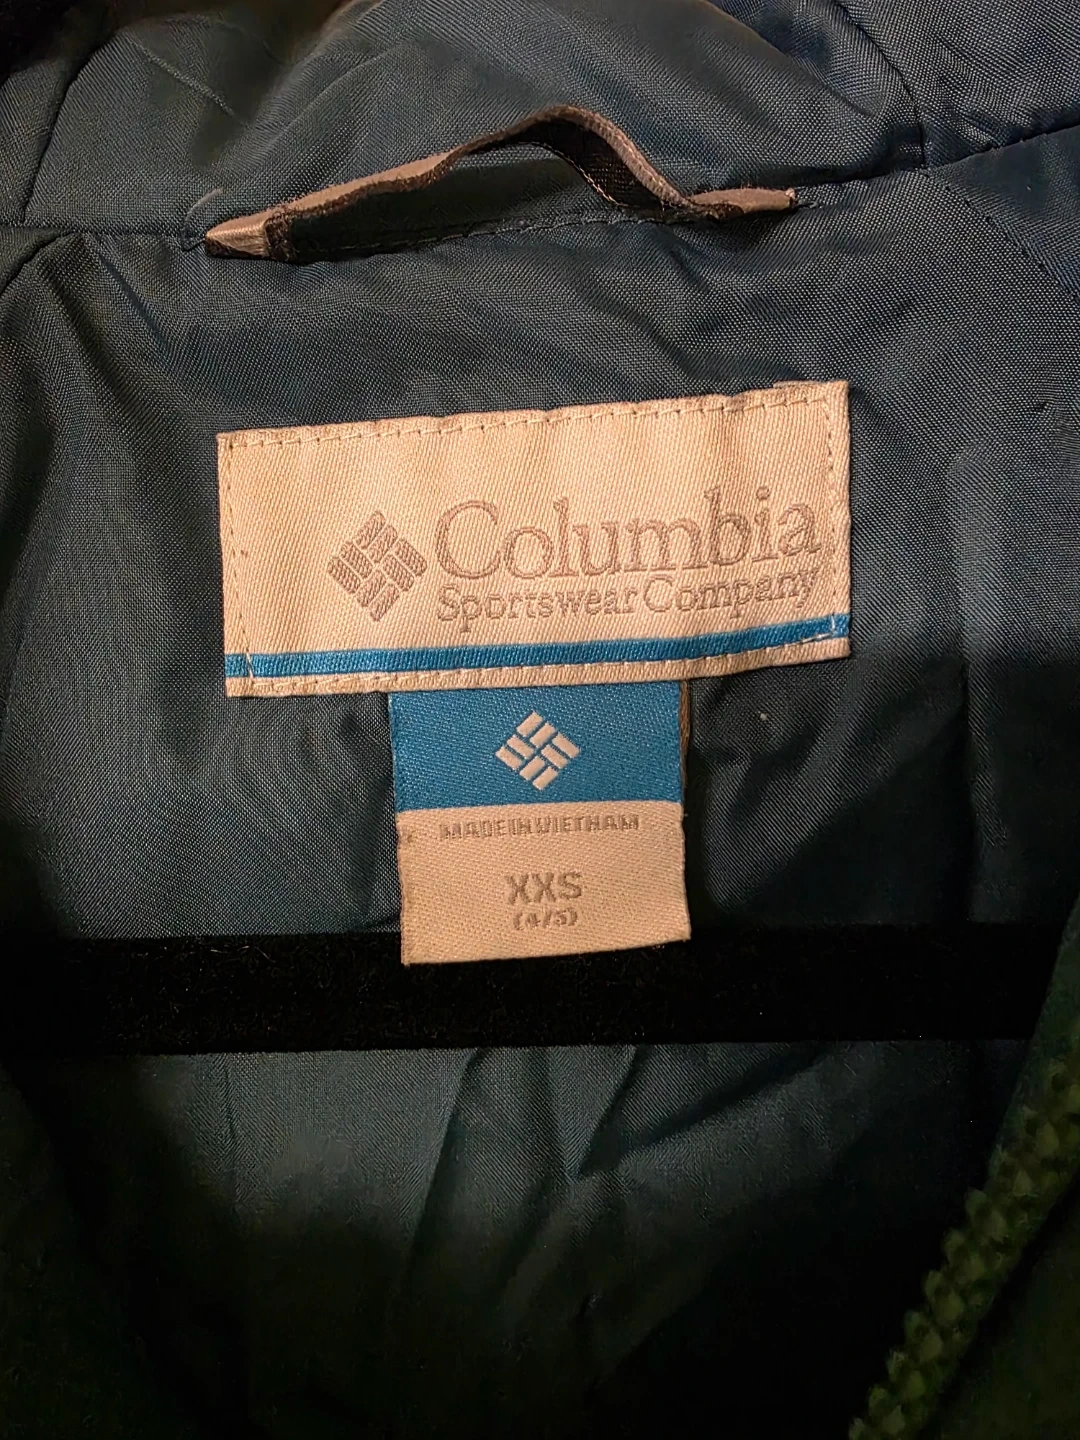 Columbia
Sportswear Company
MADE IN VIETNAM
XXS
(4/5)